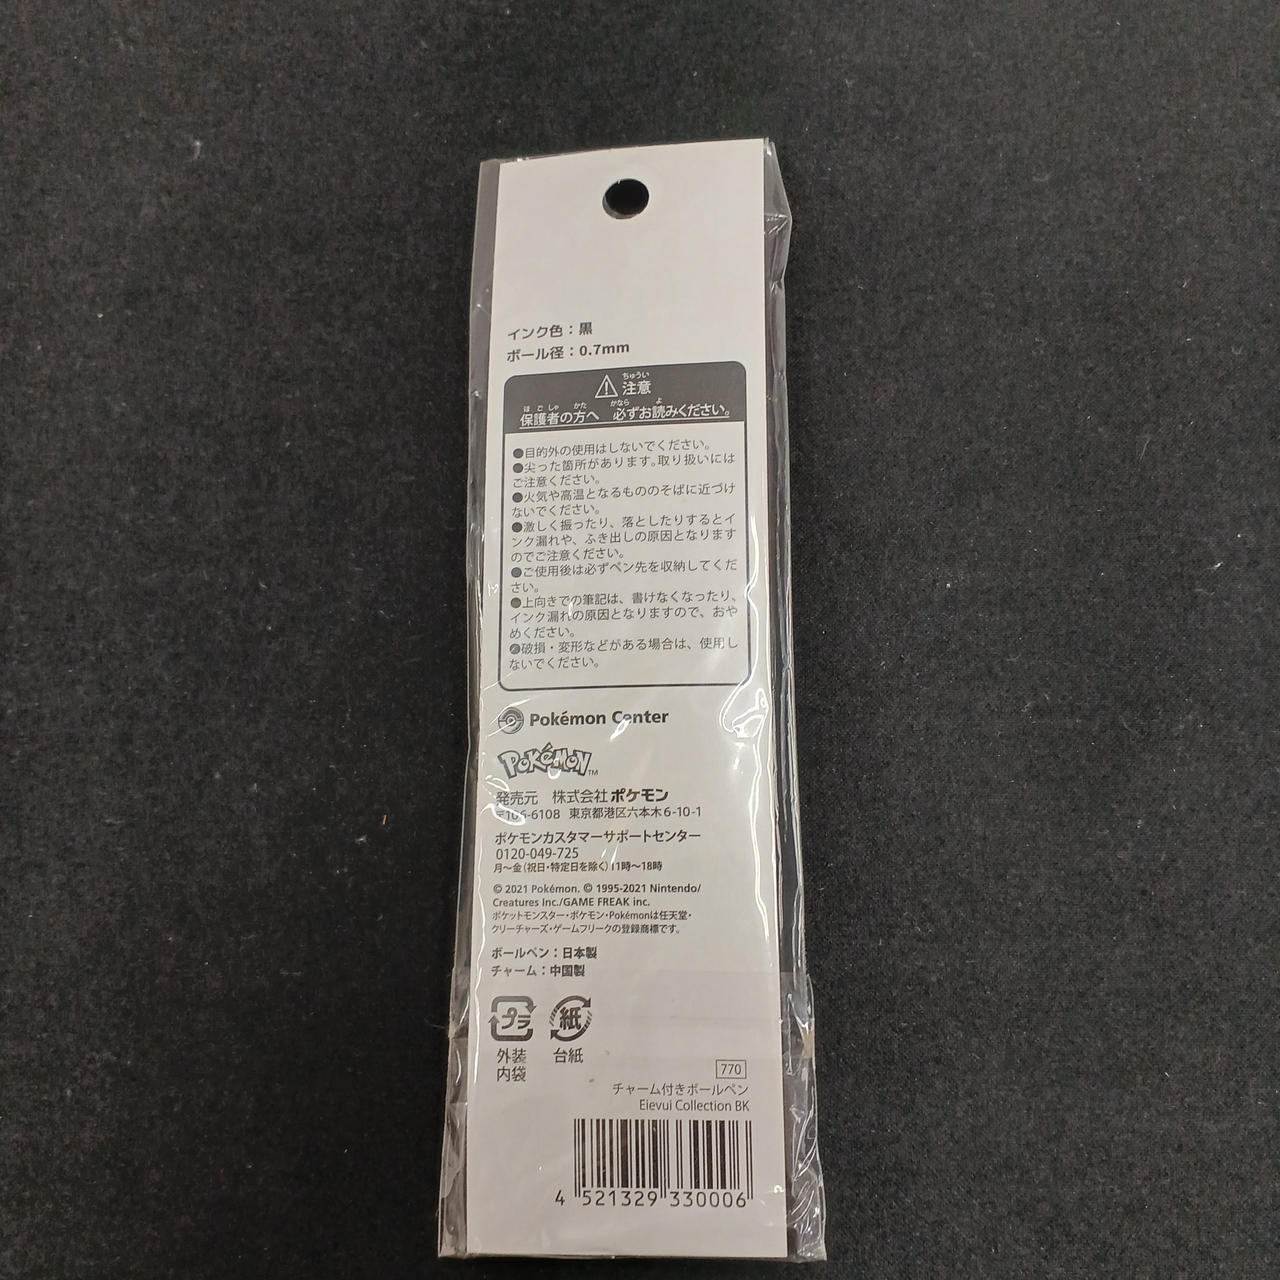 インク色：黒
ボール径：0.7mm
ちゅうい
注意
ほごしゃ かた かなら よ
保護者の方へ 必ずお読みください。
●目的外の使用はしないでください。
●尖った箇所があります。取り扱いには
ご注意ください。
●火気や高温となるもののそばに近づけ
ないでください。
●激しく振ったり、落としたりするとイ
ンク漏れや、ふき出しの原因となります
のでご注意ください。
●ご使用後は必ずペン先を収納してくだ
さい。
●上向きでの筆記は、書けなくなったり、
インク漏れの原因となりますので、おや
めください。
●破損・変形などがある場合は、使用し
ないでください。
Pokémon Center
POKéMON™
発売元 株式会社ポケモン
〒106-6108 東京都港区六本木6-10-1
ポケモンカスタマーサポートセンター
0120-049-725
月～金（祝日・特定日を除く）11時～18時
© 2021 Pokémon. © 1995-2021 Nintendo/
Creatures Inc./GAME FREAK inc.
ポケットモンスター・ポケモン・Pokémonは任天堂・
クリーチャーズ・ゲームフリークの登録商標です。
ボールペン：日本製
チャーム：中国製
プラ 紙
外装 台紙
内袋
770
チャーム付きボールペン
Eievui Collection BK
4 521329 330006